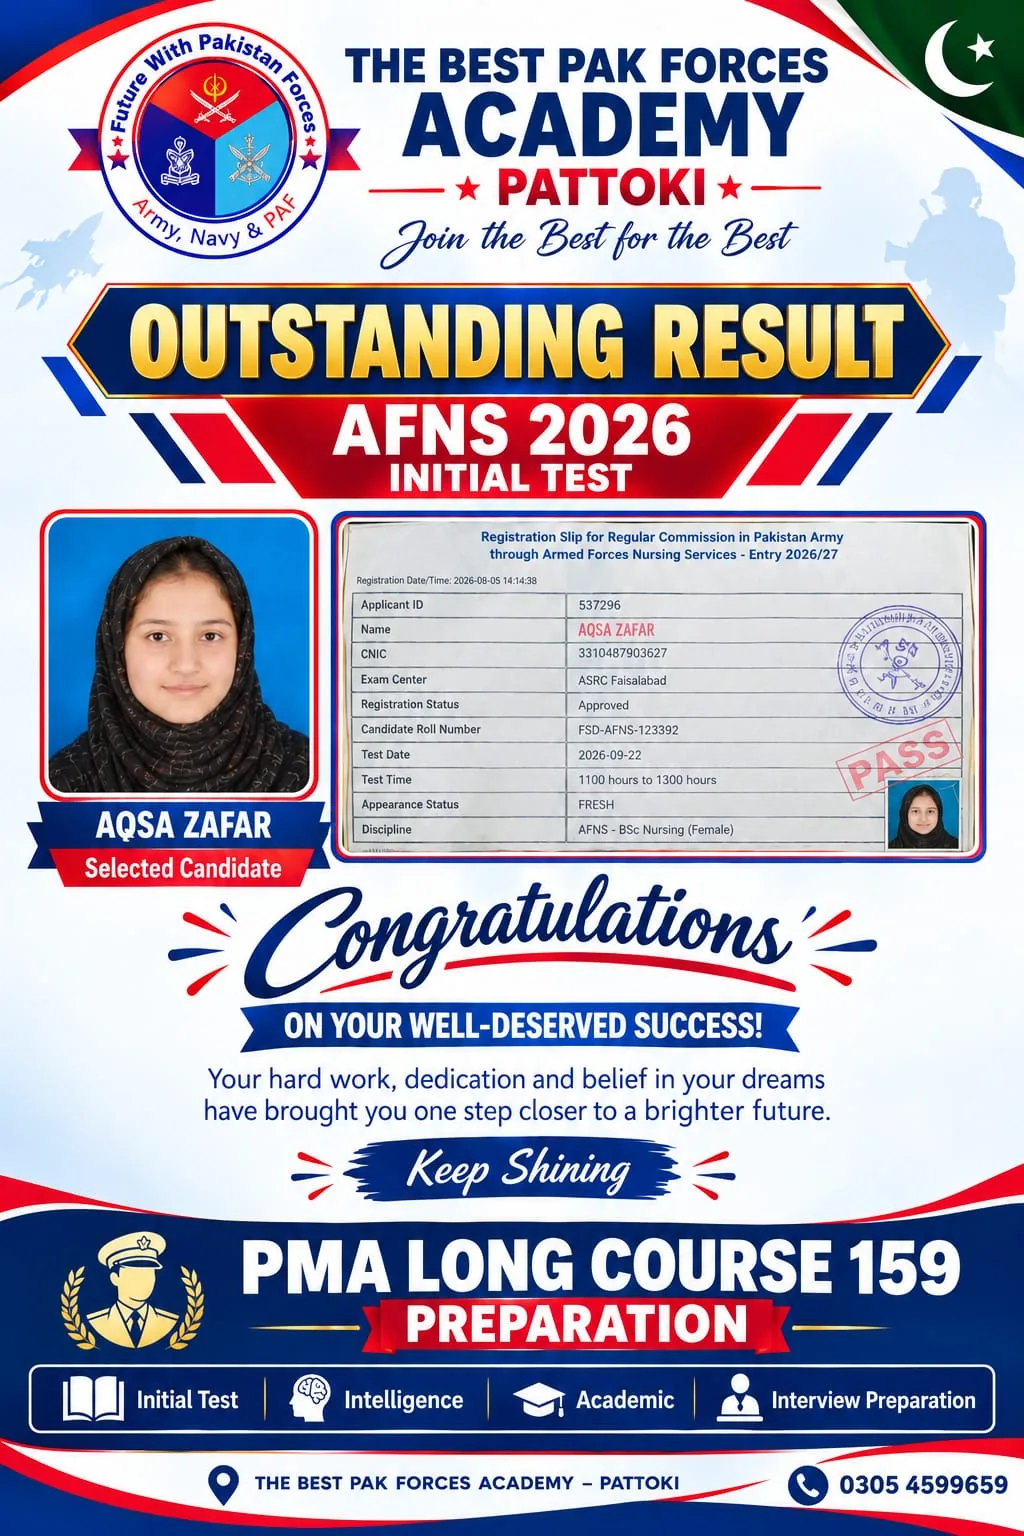 Future With Pakistan Forces
Army, Navy & PAF
THE BEST PAK FORCES
ACADEMY
PATTOKI
Join the Best for the Best
OUTSTANDING RESULT
AFNS 2026
INITIAL TEST
Registration Slip for Regular Commission in Pakistan Army
through Armed Forces Nursing Services - Entry 2026/27
Registration Date/Time: 2026-08-05 14:14:38
Applicant ID 537296
Name AQSA ZAFAR
CNIC 3310487903627
Exam Center ASRC Faisalabad
Registration Status Approved
Candidate Roll Number FSD-AFNS-123392
Test Date 2026-09-22
Test Time 1100 hours to 1300 hours
Appearance Status FRESH
Discipline AFNS - BSc Nursing (Female)
PASS
AQSA ZAFAR
Selected Candidate
Congratulations
ON YOUR WELL-DESERVED SUCCESS!
Your hard work, dedication and belief in your dreams
have brought you one step closer to a brighter future.
Keep Shining
PMA LONG COURSE 159
PREPARATION
Initial Test
Intelligence
Academic
Interview Preparation
THE BEST PAK FORCES ACADEMY – PATTOKI
0305 4599659